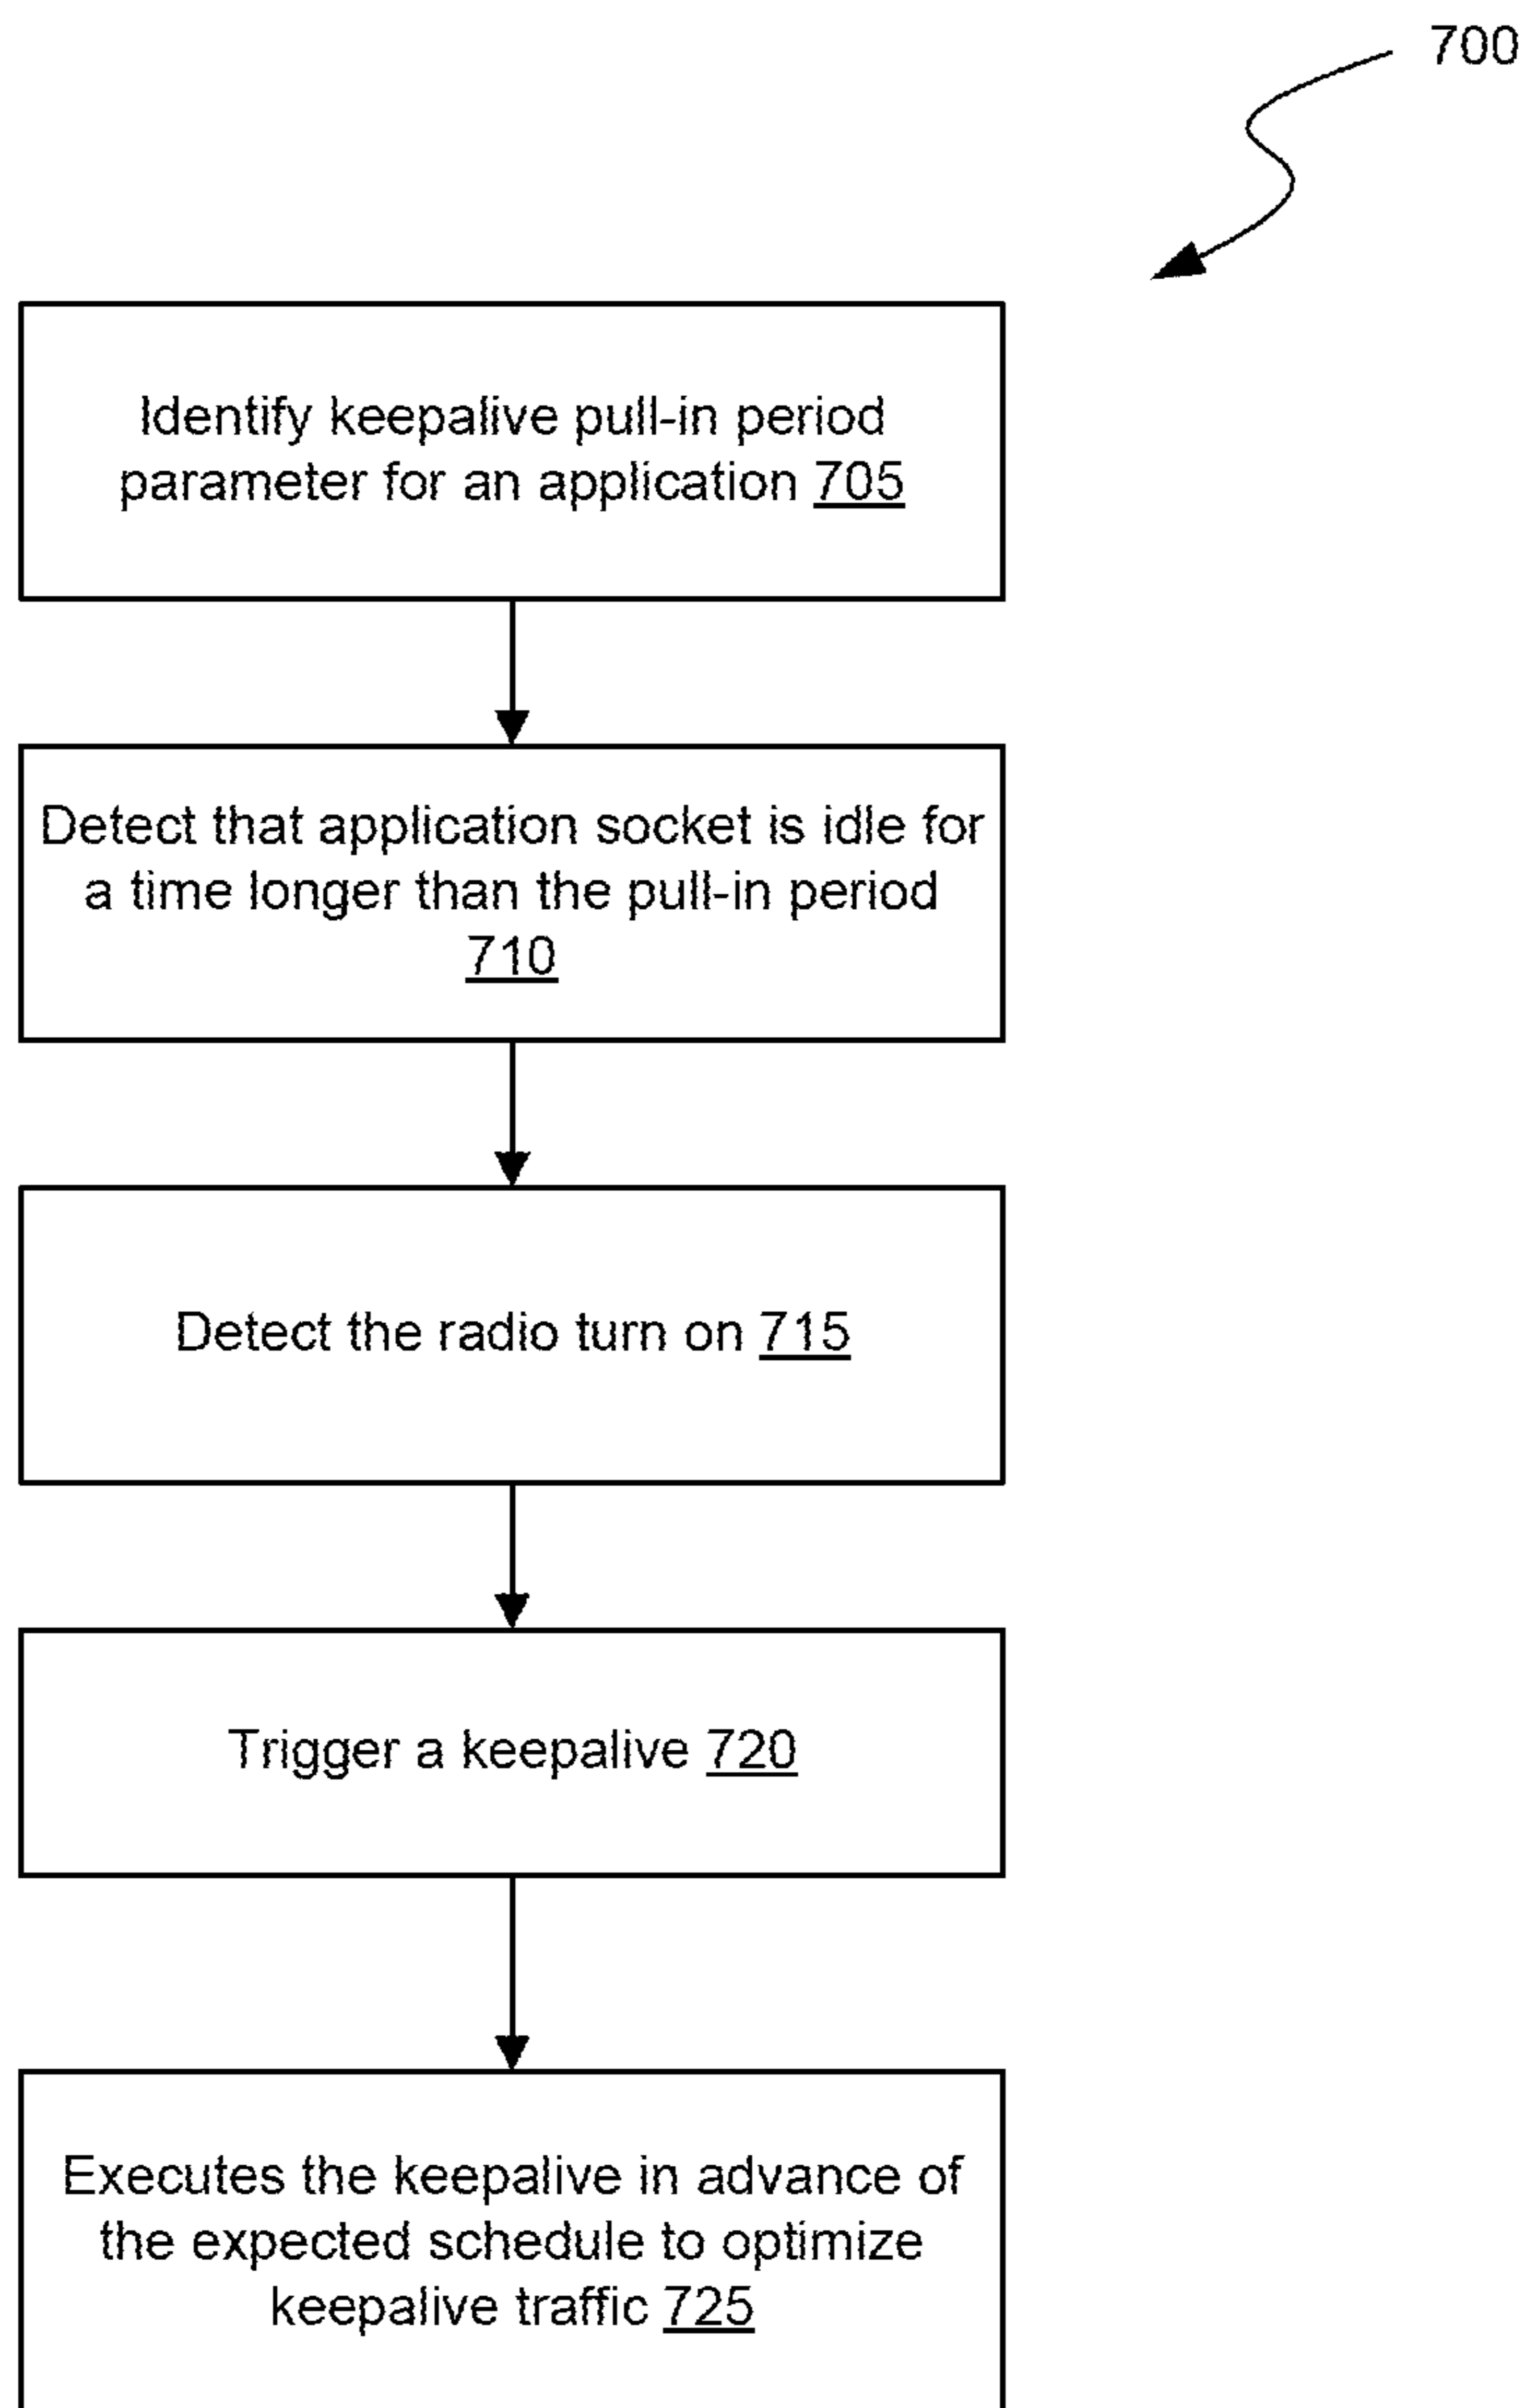 700
Identify keepalive pull-in period
parameter for an application 705
Detect that application socket is idle for
a time longer than the pull-in period
710
Detect the radio turn on 715
Trigger a keepalive 720
Executes the keepalive in advance of
the expected schedule to optimize
keepalive traffic 725